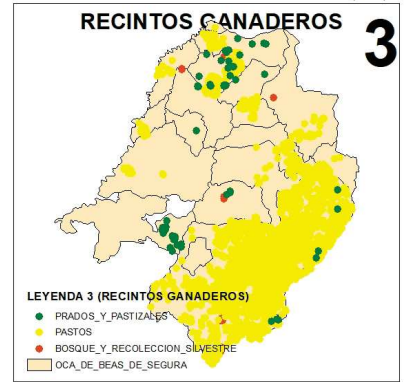 RECINTOS GANADEROS
3
LEYENDA 3 (RECINTOS GANADEROS)
PRADOS_Y_PASTIZALES
PASTOS
BOSQUE_Y_RECOLECCION_SILVESTRE
OCA_DE_BEAS_DE_SEGURA